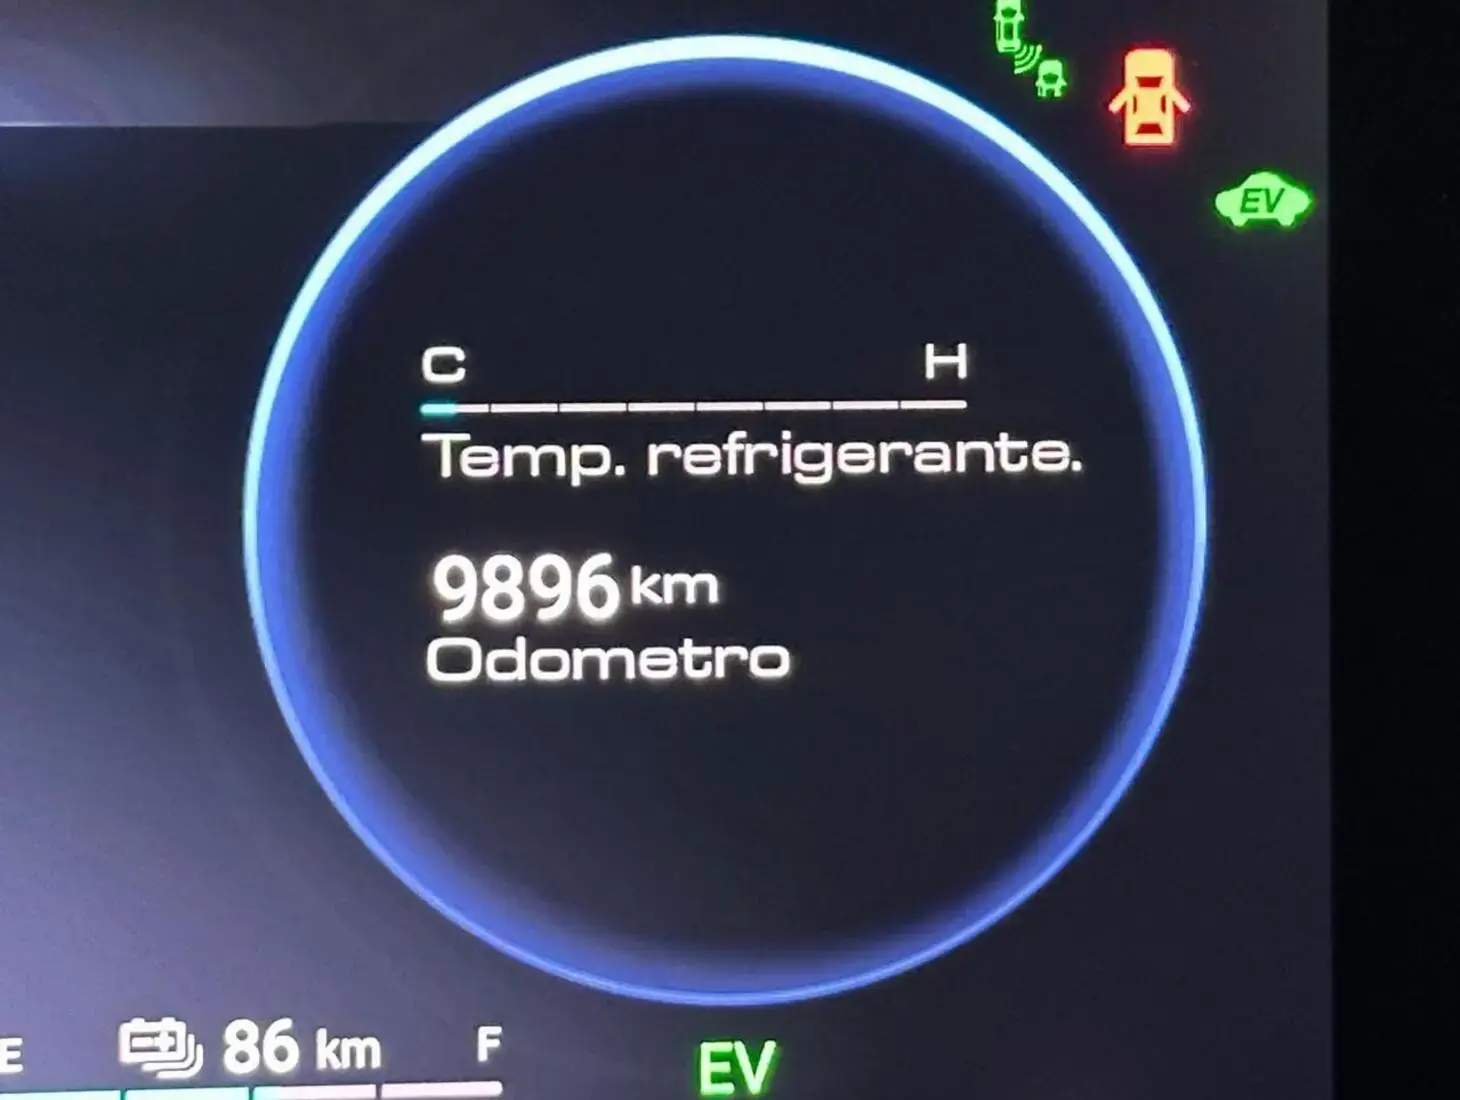 EV
C H
Temp. refrigerante.
9896 km
Odometro
E 86 km F
EV